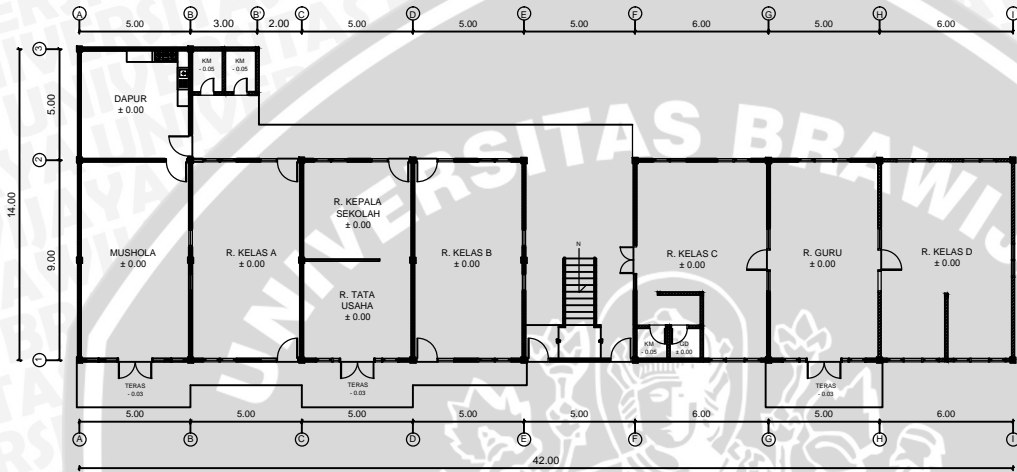 A B B' C D E F G H I
5.00 3.00 2.00 5.00 5.00 5.00 6.00 5.00 6.00
3
KM
- 0.05
KM
- 0.05
DAPUR
± 0.00
5.00
2
14.00
9.00
MUSHOLA
± 0.00
R. KELAS A
± 0.00
R. KEPALA
SEKOLAH
± 0.00
R. TATA
USAHA
± 0.00
R. KELAS B
± 0.00
N
R. KELAS C
± 0.00
R. GURU
± 0.00
R. KELAS D
± 0.00
KM
- 0.05
GD
± 0.00
1
TERAS
- 0.03
TERAS
- 0.03
TERAS
- 0.03
5.00 5.00 5.00 5.00 5.00 6.00 5.00 6.00
A B C D E F G H I
42.00
UNIVERSITAS BRAWIJ